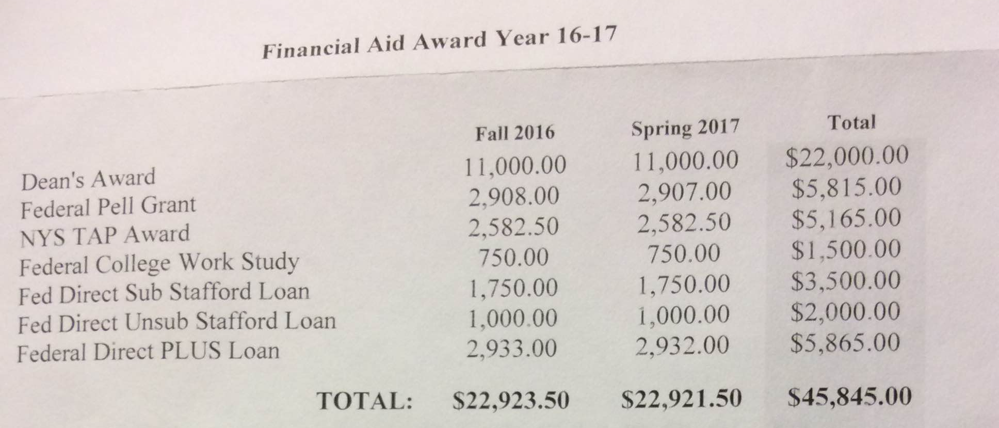 Financial Aid Award Year 16-17
Fall 2016 Spring 2017 Total
Dean's Award 11,000.00 11,000.00 $22,000.00
Federal Pell Grant 2,908.00 2,907.00 $5,815.00
NYS TAP Award 2,582.50 2,582.50 $5,165.00
Federal College Work Study 750.00 750.00 $1,500.00
Fed Direct Sub Stafford Loan 1,750.00 1,750.00 $3,500.00
Fed Direct Unsub Stafford Loan 1,000.00 1,000.00 $2,000.00
Federal Direct PLUS Loan 2,933.00 2,932.00 $5,865.00
TOTAL: $22,923.50 $22,921.50 $45,845.00